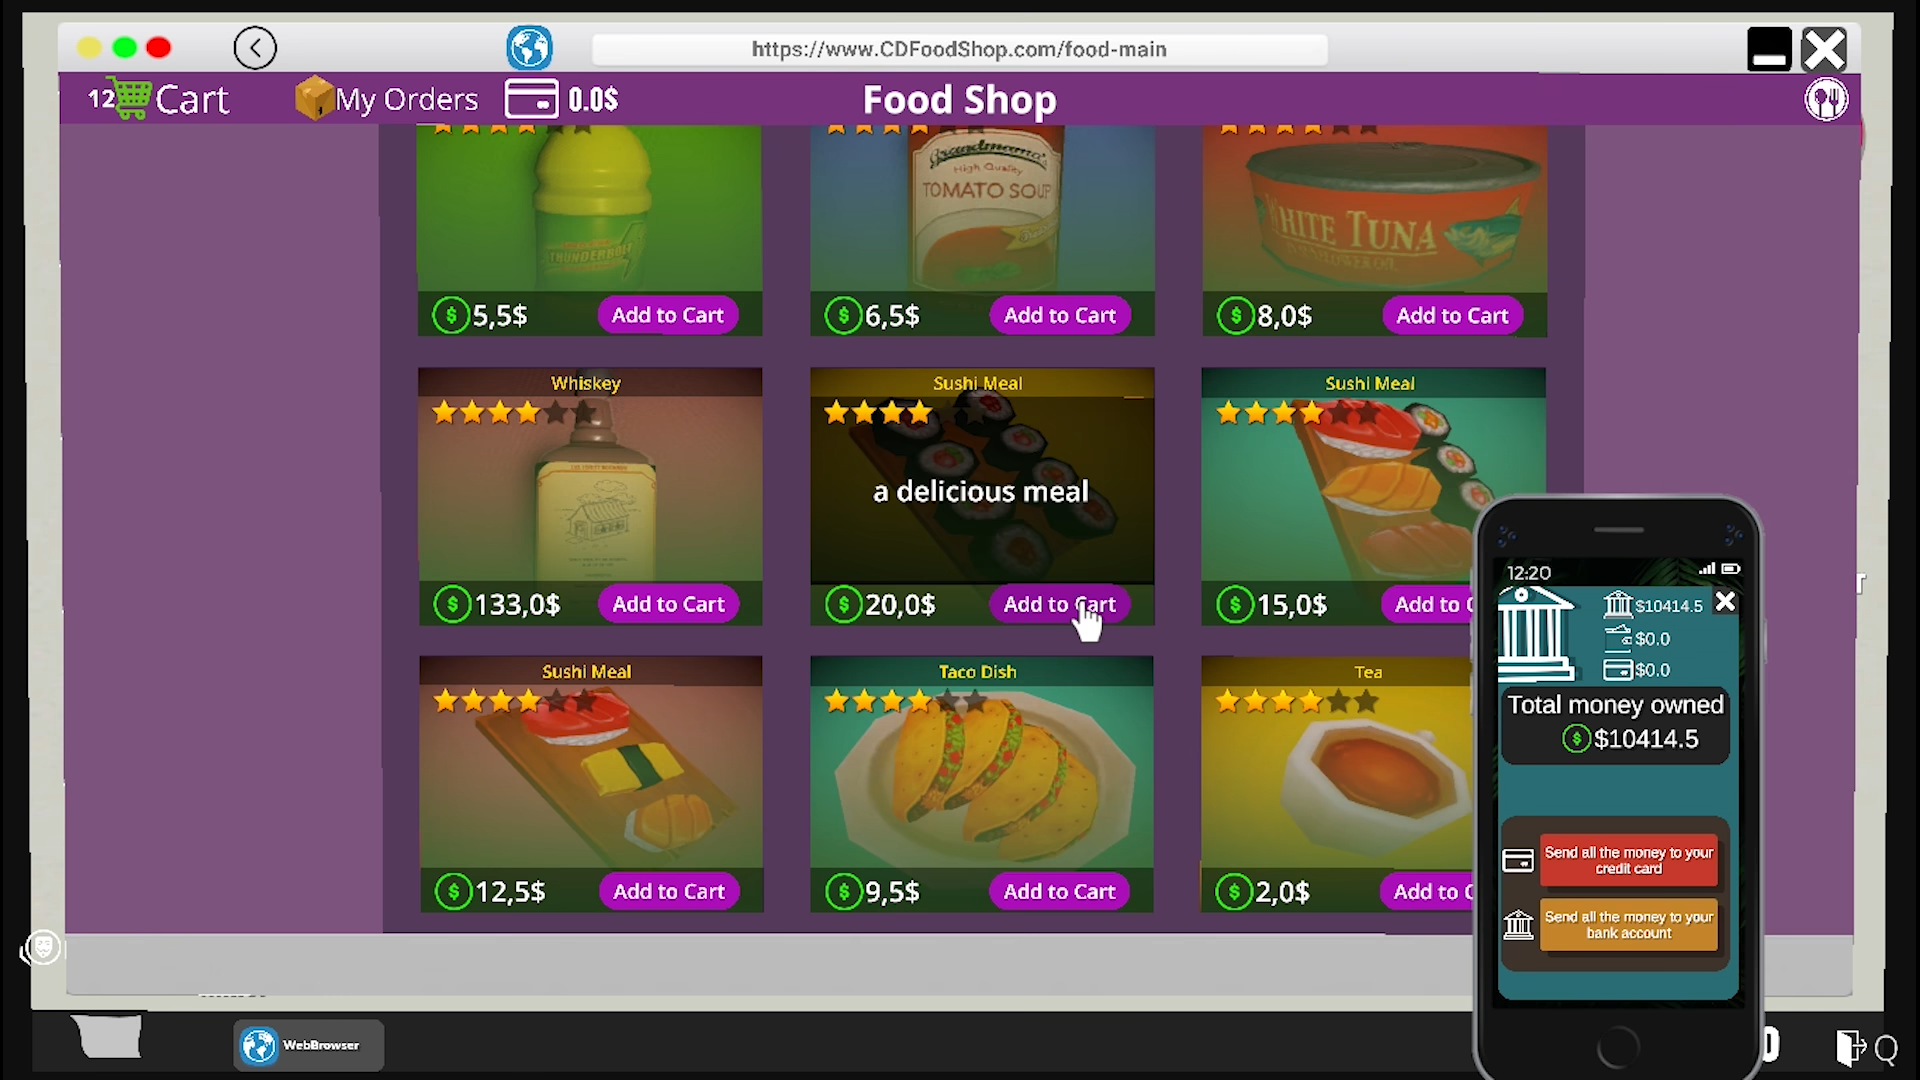 https://www.CDFoodShop.com/food-main
12 Cart
My Orders
0.0$
Food Shop
THUNDERBOLT
Grandmama's
High Quality
TOMATO SOUP
WHITE TUNA
5,5$
Add to Cart
6,5$
Add to Cart
8,0$
Add to Cart
Whiskey
Sushi Meal
Sushi Meal
a delicious meal
133,0$
Add to Cart
20,0$
Add to Cart
15,0$
Add to C
Sushi Meal
Taco Dish
Tea
12,5$
Add to Cart
9,5$
Add to Cart
2,0$
Add to C
12:20
$10414.5
$0.0
$0.0
Total money owned
$10414.5
Send all the money to your
credit card
Send all the money to your
bank account
WebBrowser
Q